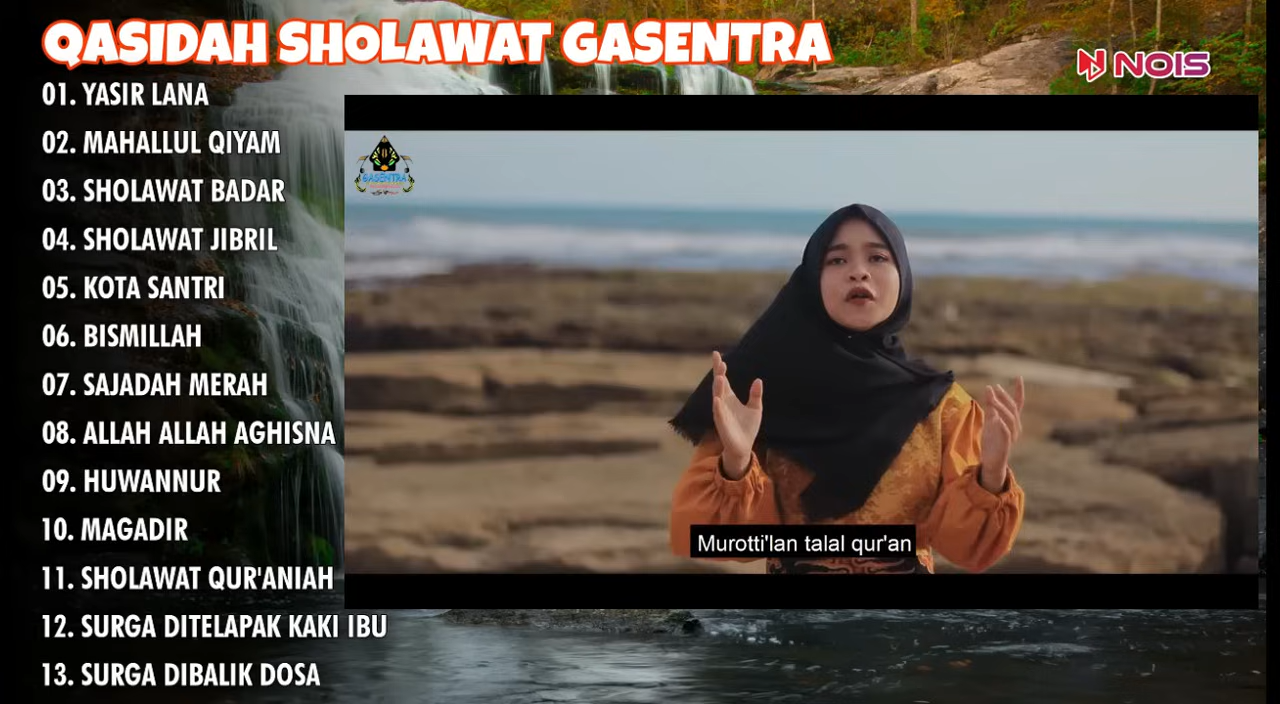 QASIDAH SHOLAWAT GASENTRA
NOIS
01. YASIR LANA
02. MAHALLUL QIYAM
03. SHOLAWAT BADAR
04. SHOLAWAT JIBRIL
05. KOTA SANTRI
06. BISMILLAH
07. SAJADAH MERAH
08. ALLAH ALLAH AGHISNA
09. HUWANNUR
10. MAGADIR
11. SHOLAWAT QUR'ANIAH
12. SURGA DITELAPAK KAKI IBU
13. SURGA DIBALIK DOSA
GASENTRA
Murotti'lan talal qur'an